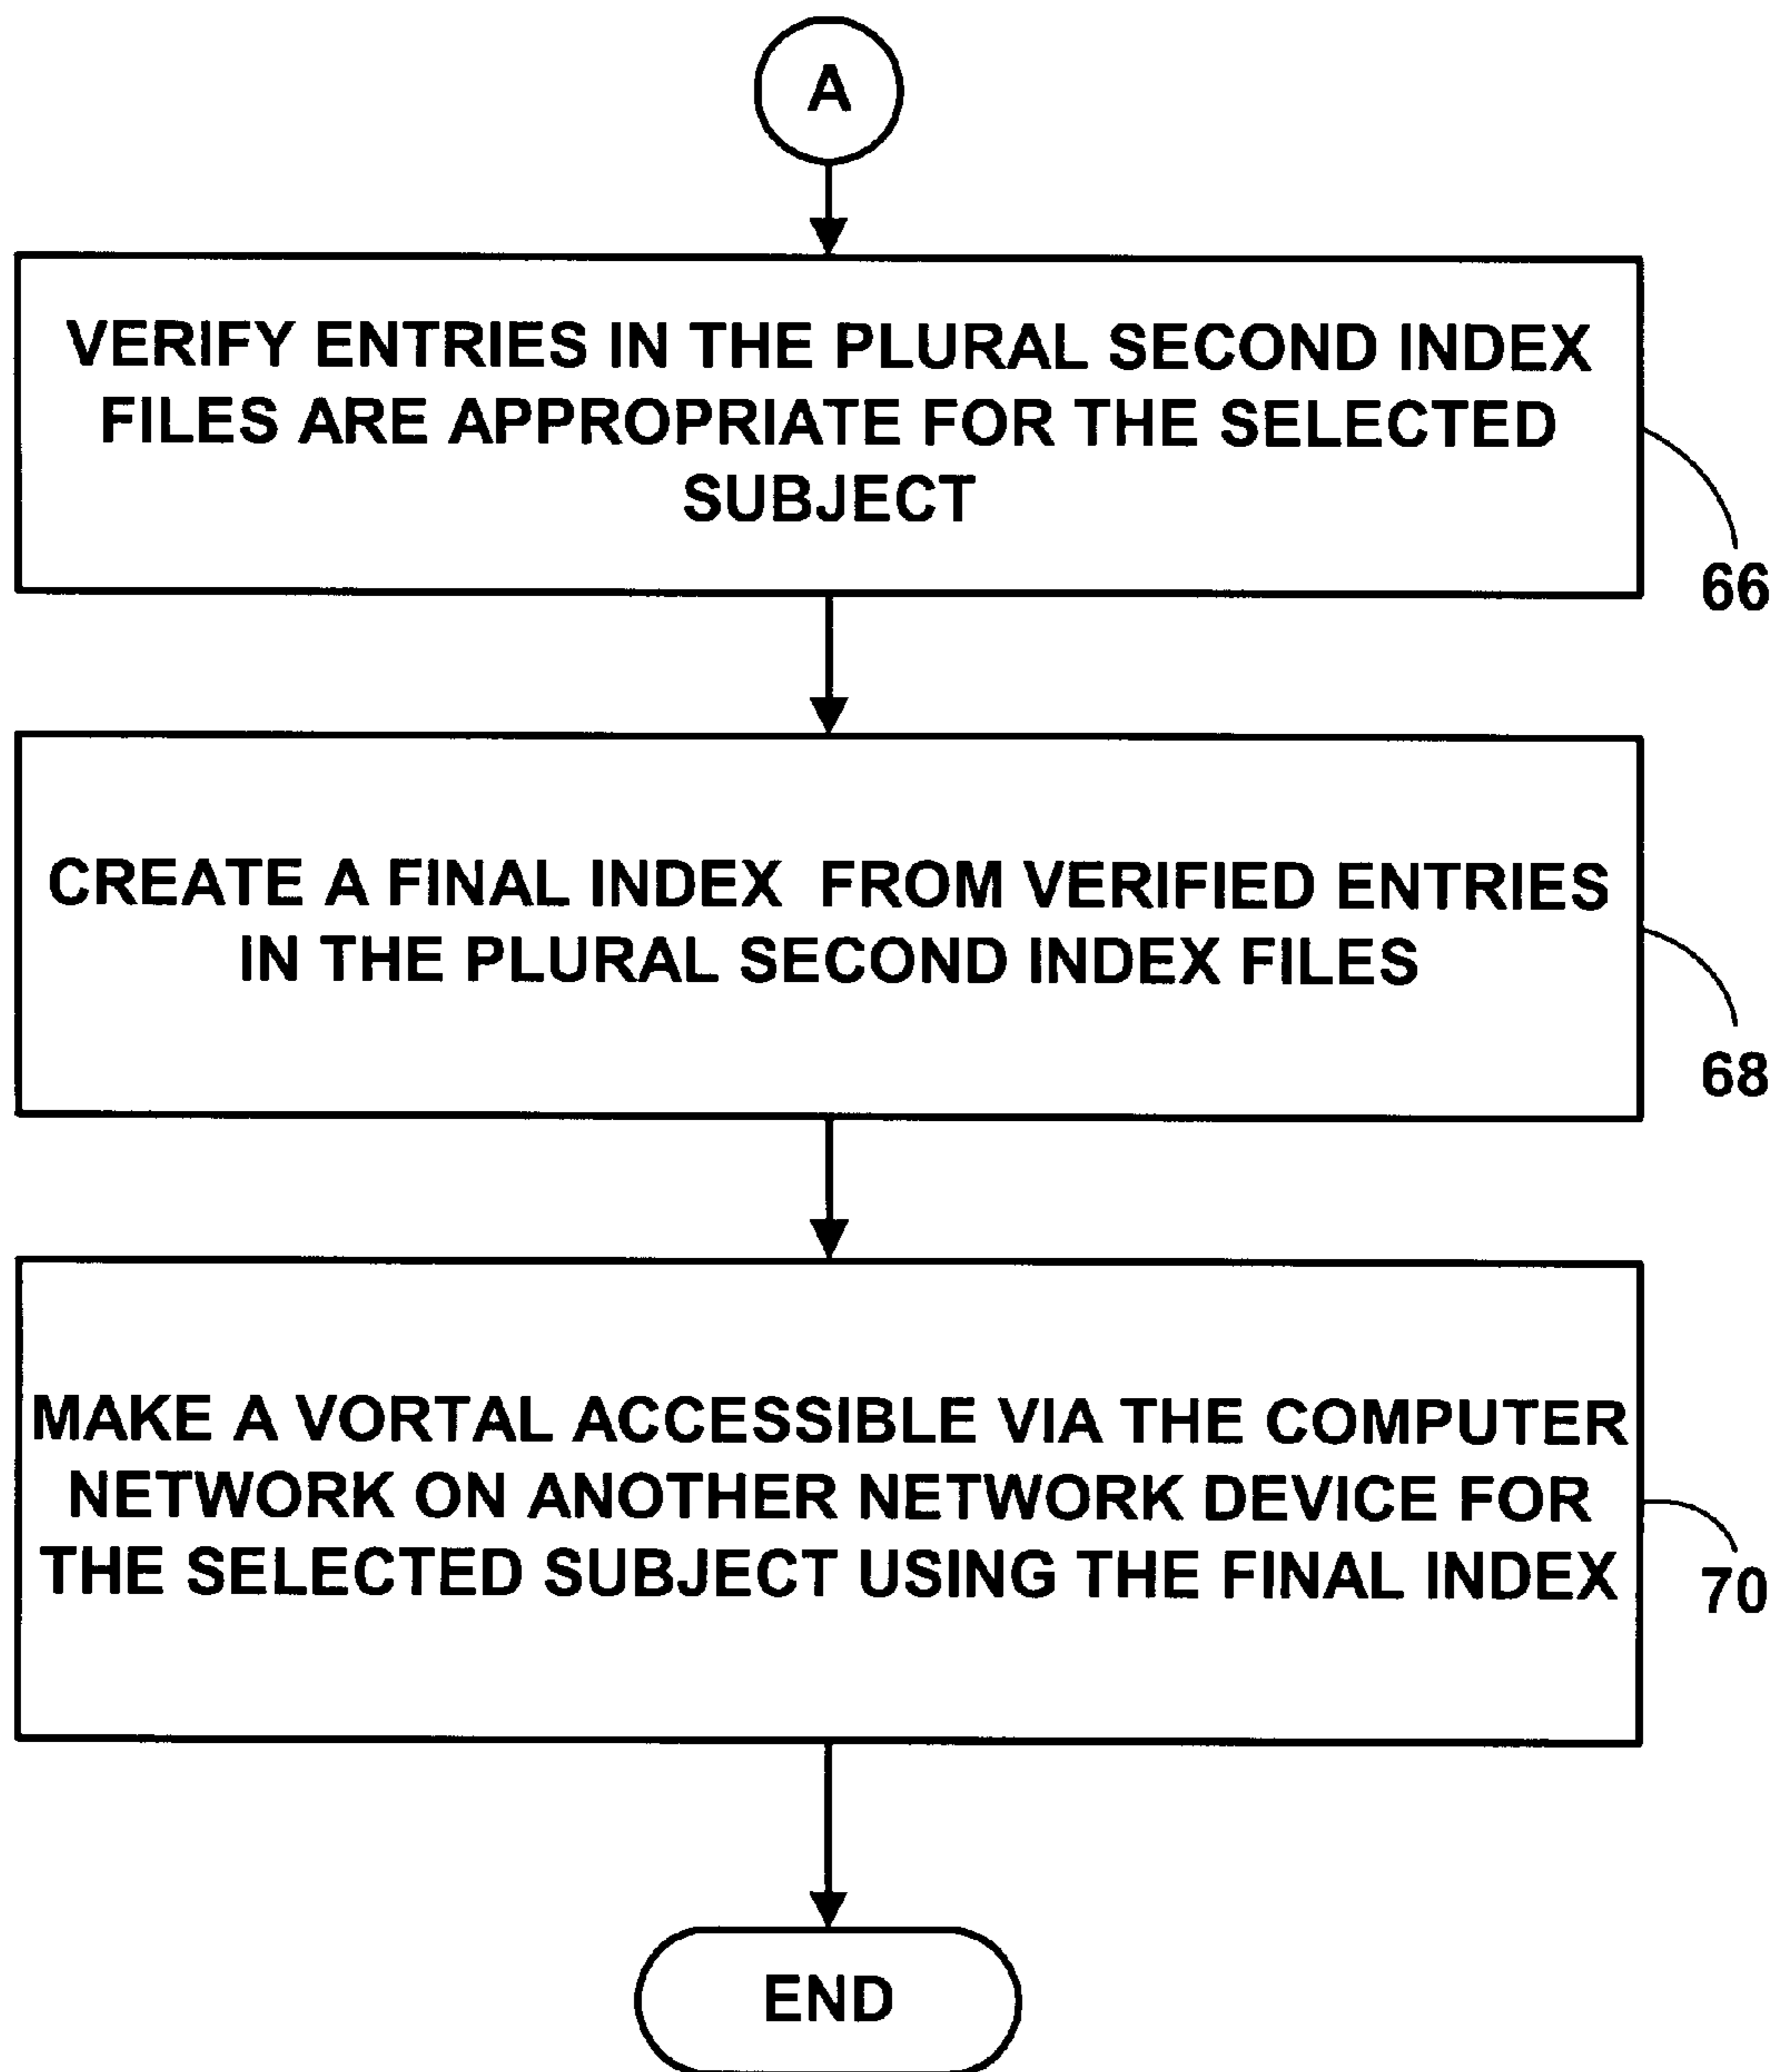 A
VERIFY ENTRIES IN THE PLURAL SECOND INDEX
FILES ARE APPROPRIATE FOR THE SELECTED
SUBJECT
66
CREATE A FINAL INDEX FROM VERIFIED ENTRIES
IN THE PLURAL SECOND INDEX FILES
68
MAKE A VORTAL ACCESSIBLE VIA THE COMPUTER
NETWORK ON ANOTHER NETWORK DEVICE FOR
THE SELECTED SUBJECT USING THE FINAL INDEX
70
END